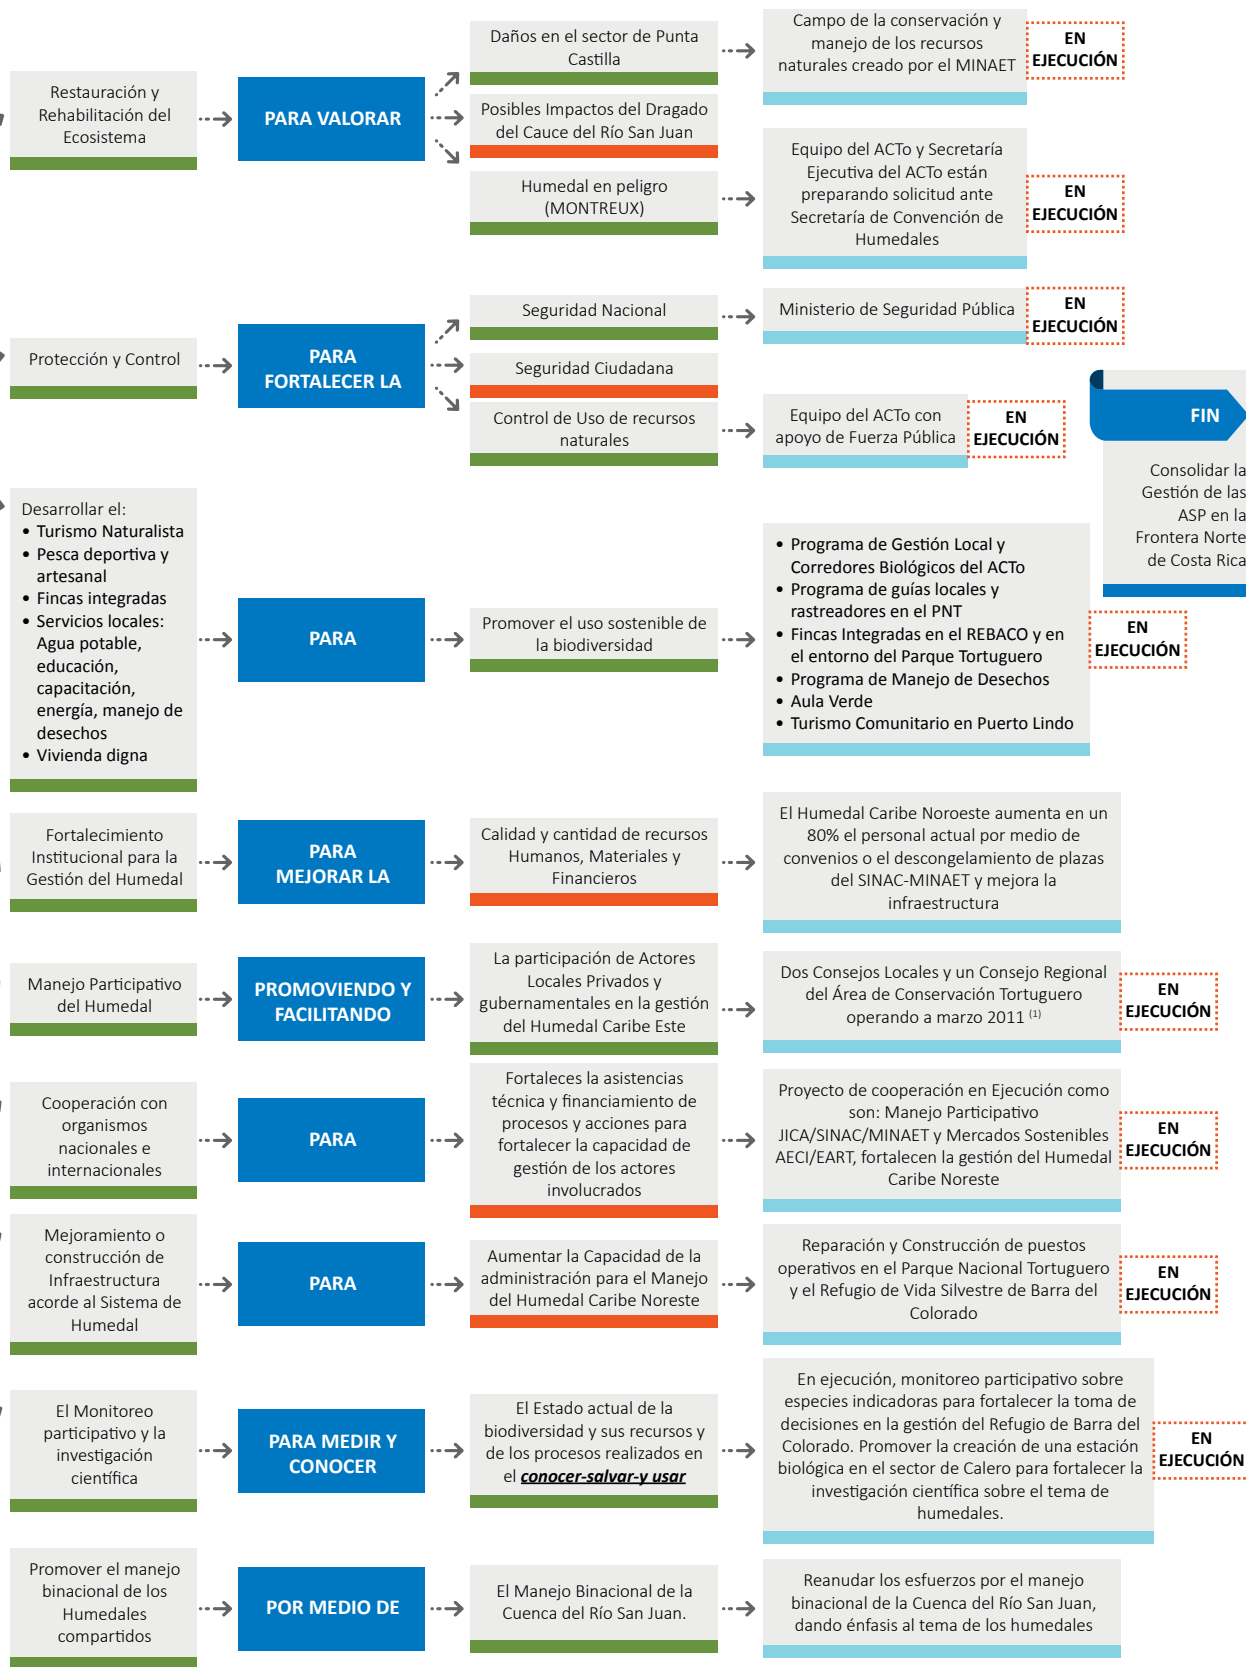 Restauración y
Rehabilitación del
Ecosistema
PARA VALORAR
Daños en el sector de Punta
Castilla
Campo de la conservación y
manejo de los recursos
naturales creado por el MINAET
EN
EJECUCIÓN
Posibles Impactos del Dragado
del Cauce del Río San Juan
Humedal en peligro
(MONTREUX)
Equipo del ACTo y Secretaría
Ejecutiva del ACTo están
preparando solicitud ante
Secretaría de Convención de
Humedales
EN
EJECUCIÓN
Protección y Control
PARA
FORTALECER LA
Seguridad Nacional
Ministerio de Seguridad Pública
EN
EJECUCIÓN
Seguridad Ciudadana
Control de Uso de recursos
naturales
Equipo del ACTo con
apoyo de Fuerza Pública
EN
EJECUCIÓN
FIN
Consolidar la
Gestión de las
ASP en la
Frontera Norte
de Costa Rica
Desarrollar el:
• Turismo Naturalista
• Pesca deportiva y
artesanal
• Fincas integradas
• Servicios locales:
Agua potable,
educación,
capacitación,
energía, manejo de
desechos
• Vivienda digna
PARA
Promover el uso sostenible de
la biodiversidad
• Programa de Gestión Local y
Corredores Biológicos del ACTo
• Programa de guías locales y
rastreadores en el PNT
• Fincas Integradas en el REBACO y en
el entorno del Parque Tortuguero
• Programa de Manejo de Desechos
• Aula Verde
• Turismo Comunitario en Puerto Lindo
EN
EJECUCIÓN
Fortalecimiento
Institucional para la
Gestión del Humedal
PARA
MEJORAR LA
Calidad y cantidad de recursos
Humanos, Materiales y
Financieros
El Humedal Caribe Noroeste aumenta en un
80% el personal actual por medio de
convenios o el descongelamiento de plazas
del SINAC-MINAET y mejora la
infraestructura
Manejo Participativo
del Humedal
PROMOVIENDO Y
FACILITANDO
La participación de Actores
Locales Privados y
gubernamentales en la gestión
del Humedal Caribe Este
Dos Consejos Locales y un Consejo Regional
del Área de Conservación Tortuguero
operando a marzo 2011 (1)
EN
EJECUCIÓN
Cooperación con
organismos
nacionales e
internacionales
PARA
Fortaleces la asistencias
técnica y financiamiento de
procesos y acciones para
fortalecer la capacidad de
gestión de los actores
involucrados
Proyecto de cooperación en Ejecución como
son: Manejo Participativo
JICA/SINAC/MINAET y Mercados Sostenibles
AECI/EART, fortalecen la gestión del Humedal
Caribe Noreste
EN
EJECUCIÓN
Mejoramiento o
construcción de
Infraestructura
acorde al Sistema de
Humedal
PARA
Aumentar la Capacidad de la
administración para el Manejo
del Humedal Caribe Noreste
Reparación y Construcción de puestos
operativos en el Parque Nacional Tortuguero
y el Refugio de Vida Silvestre de Barra del
Colorado
EN
EJECUCIÓN
El Monitoreo
participativo y la
investigación
científica
PARA MEDIR Y
CONOCER
El Estado actual de la
biodiversidad y sus recursos y
de los procesos realizados en
el conocer-salvar-y usar
En ejecución, monitoreo participativo sobre
especies indicadoras para fortalecer la toma de
decisiones en la gestión del Refugio de Barra del
Colorado. Promover la creación de una estación
biológica en el sector de Calero para fortalecer la
investigación científica sobre el tema de
humedales.
EN
EJECUCIÓN
Promover el manejo
binacional de los
Humedales
compartidos
POR MEDIO DE
El Manejo Binacional de la
Cuenca del Río San Juan.
Reanudar los esfuerzos por el manejo
binacional de la Cuenca del Río San Juan,
dando énfasis al tema de los humedales